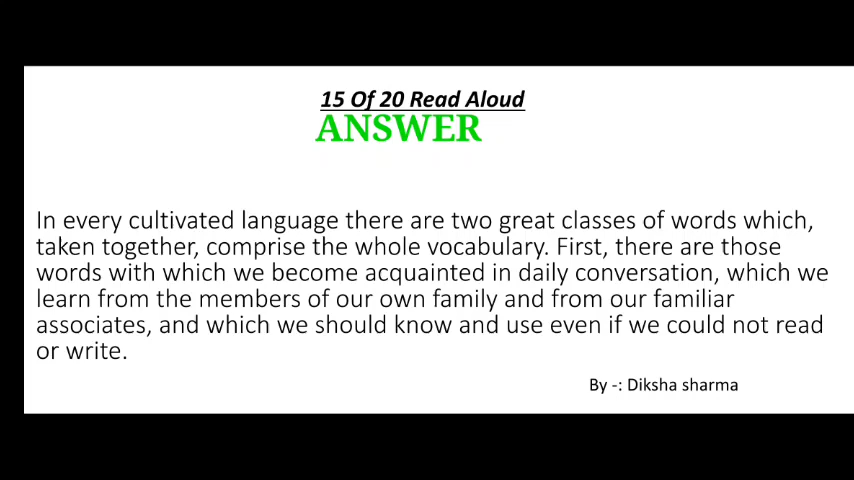 15 Of 20 Read Aloud
ANSWER
In every cultivated language there are two great classes of words which,
taken together, comprise the whole vocabulary. First, there are those
words with which we become acquainted in daily conversation, which we
learn from the members of our own family and from our familiar
associates, and which we should know and use even if we could not read
or write.
By -: Diksha sharma